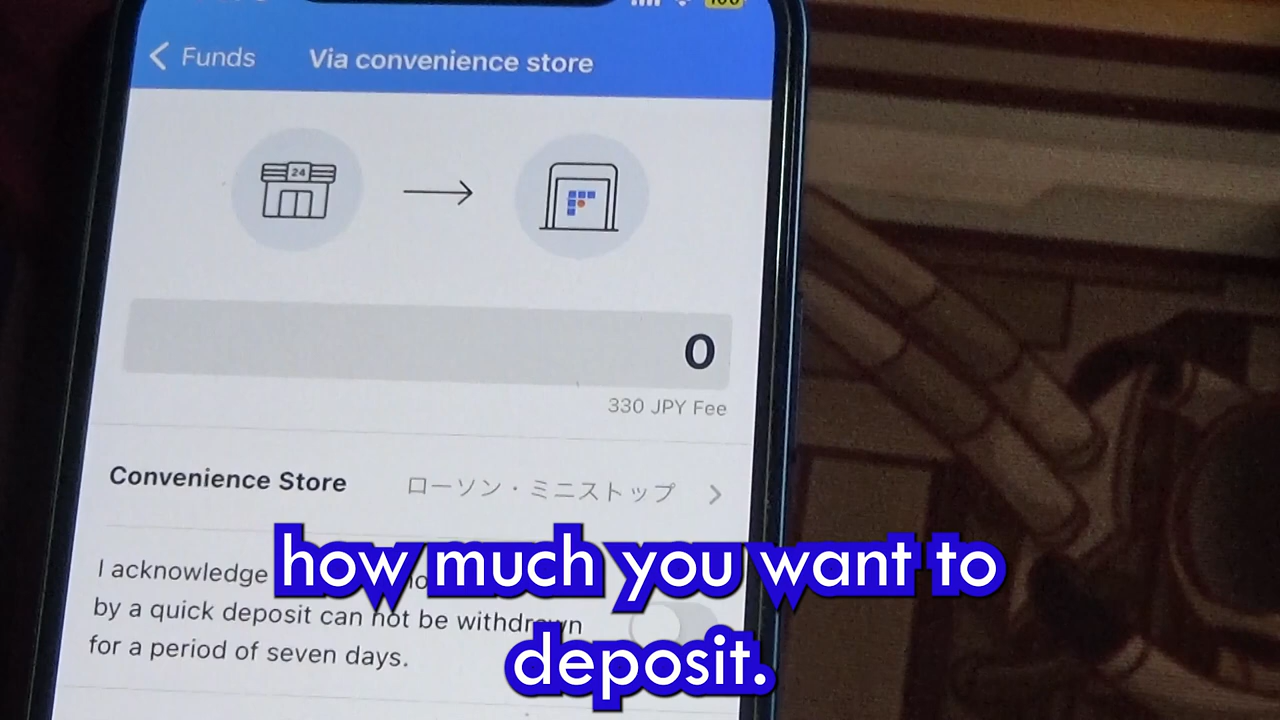 100
Funds
Via convenience store
24
0
330 JPY Fee
Convenience Store
ローソン・ミニストップ
I acknowledge
by a quick deposit can not be withdrawn
for a period of seven days.
how much you want to
deposit.